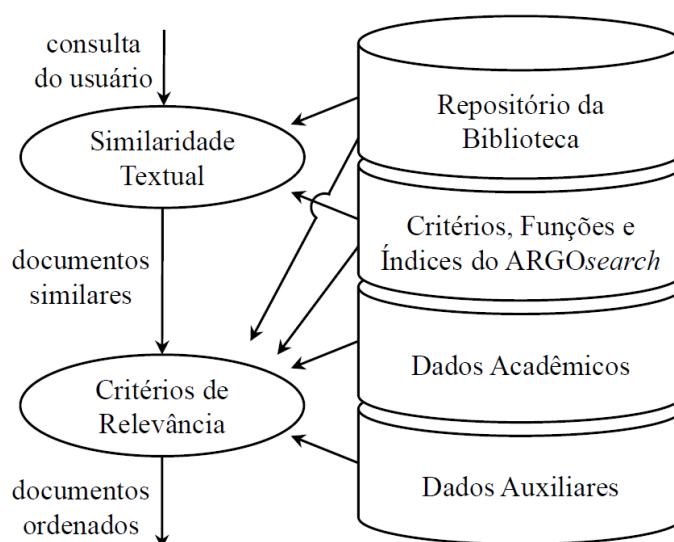 consulta
do usuário
Similaridade
Textual
documentos
similares
Critérios de
Relevância
documentos
ordenados
Repositório da
Biblioteca
Critérios, Funções e
Índices do ARGOsearch
Dados Acadêmicos
Dados Auxiliares